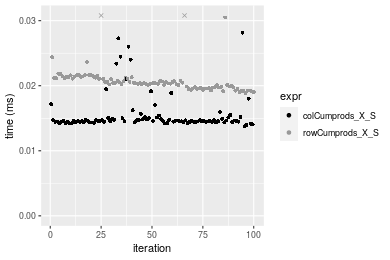 0.03
0.02
0.01
0.00
time (ms)
0
25
50
75
100
iteration
expr
colCumprods_X_S
rowCumprods_X_S